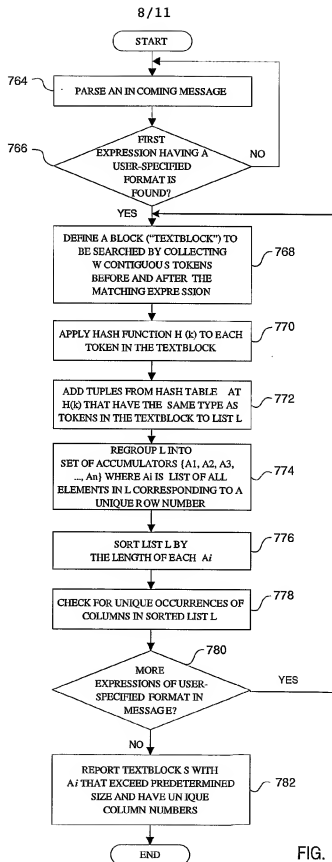 8/11
START
764
PARSE AN IN COMING MESSAGE
766
FIRST
EXPRESSION HAVING A
USER-SPECIFIED
FORMAT IS
FOUND?
NO
YES
DEFINE A BLOCK ("TEXTBLOCK") TO
BE SEARCHED BY COLLECTING
W CONTIGUOUS TOKENS
BEFORE AND AFTER THE
MATCHING EXPRESSION
768
APPLY HASH FUNCTION H (k) TO EACH
TOKEN IN THE TEXTBLOCK
770
ADD TUPLES FROM HASH TABLE AT
H(k) THAT HAVE THE SAME TYPE AS
TOKENS IN THE TEXTBLOCK TO LIST L
772
REGROUP L INTO
SET OF ACCUMULATORS {A1, A2, A3,
..., An} WHERE Ai IS LIST OF ALL
ELEMENTS IN L CORRESPONDING TO A
UNIQUE ROW NUMBER
774
SORT LIST L BY
THE LENGTH OF EACH Ai
776
CHECK FOR UNIQUE OCCURRENCES OF
COLUMNS IN SORTED LIST L
778
780
MORE
EXPRESSIONS OF USER-
SPECIFIED FORMAT IN
MESSAGE?
YES
NO
REPORT TEXTBLOCK S WITH
Ai THAT EXCEED PREDETERMINED
SIZE AND HAVE UNIQUE
COLUMN NUMBERS
782
END
FIG.